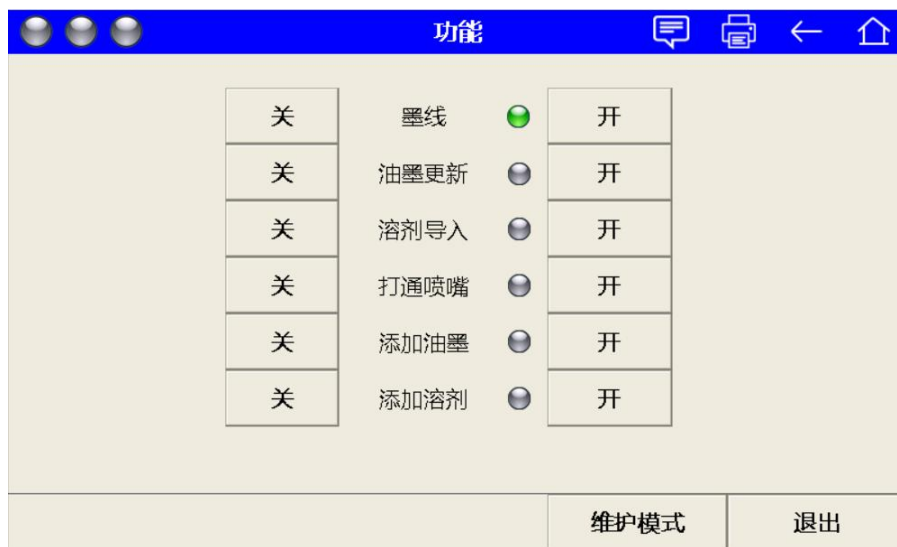 功能
关 墨线 开
关 油墨更新 开
关 溶剂导入 开
关 打通喷嘴 开
关 添加油墨 开
关 添加溶剂 开
维护模式 退出